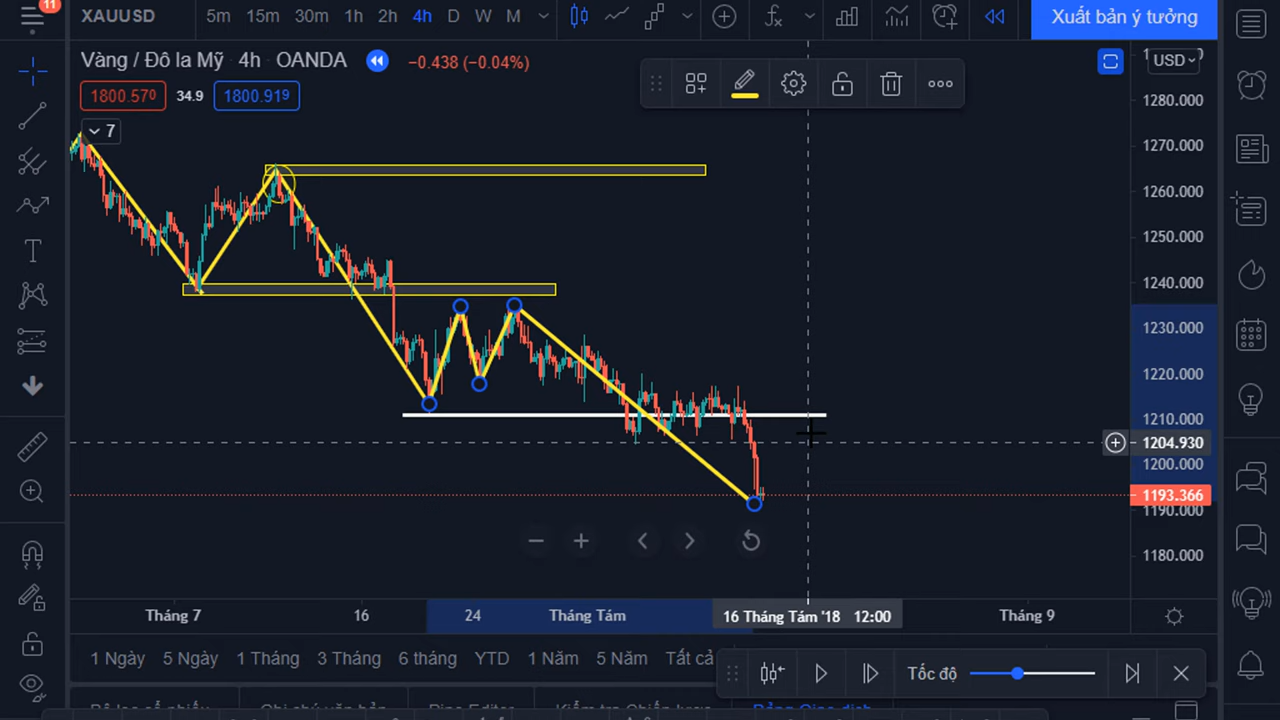 11
XAUUSD 5m 15m 30m 1h 2h 4h D W M Xuất bản ý tưởng
Vàng / Đô la Mỹ 4h OANDA −0.438 (−0.04%)
USD
1800.570 34.9 1800.919
7
1280.000
1270.000
1260.000
1250.000
1240.000
1230.000
1220.000
1210.000
1204.930
1200.000
1193.366
1190.000
1180.000
Tháng 7 16 24 Tháng Tám 16 Tháng Tám '18 12:00 Tháng 9
1 Ngày 5 Ngày 1 Tháng 3 Tháng 6 tháng YTD 1 Năm 5 Năm Tất cả
Tốc độ